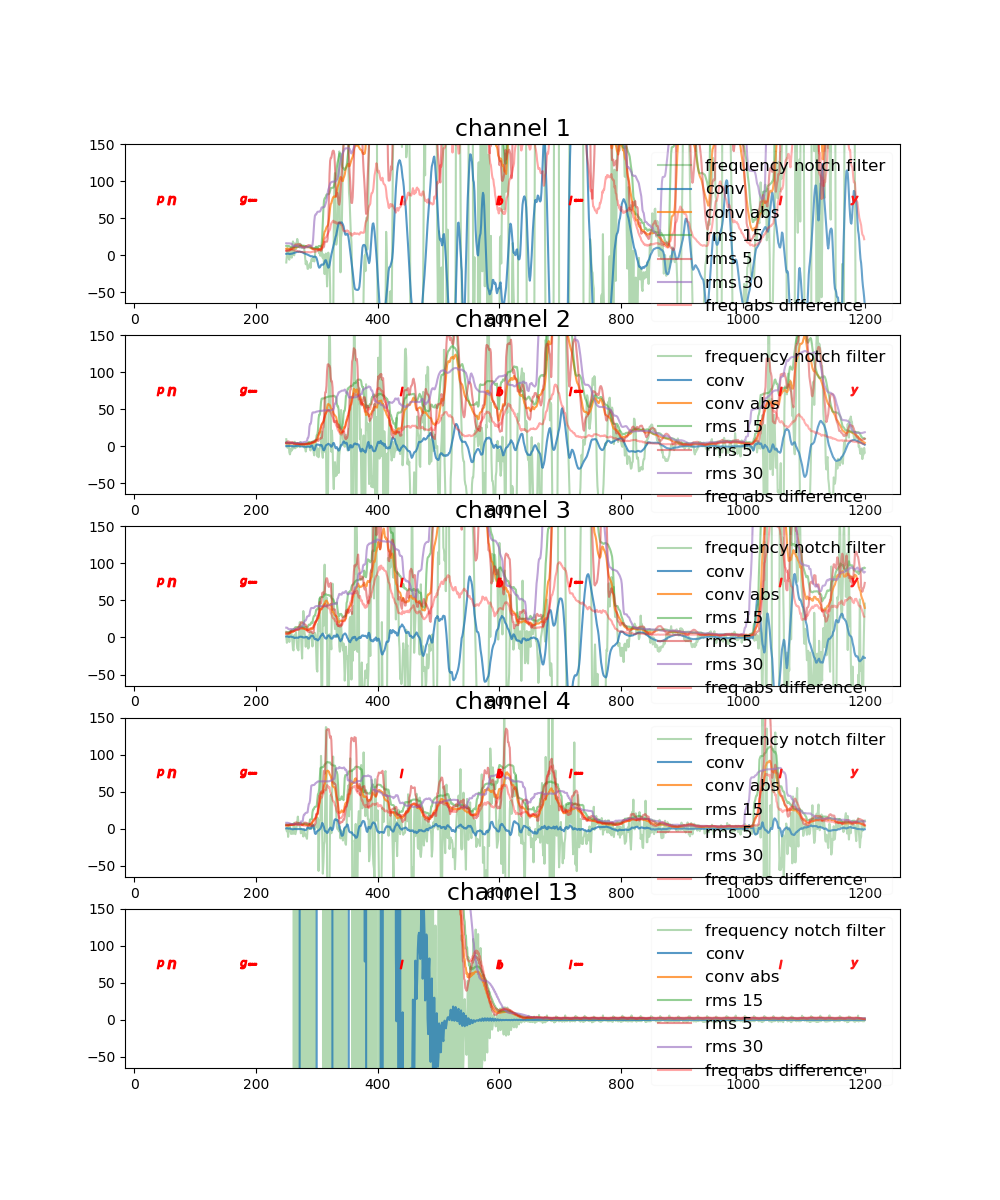 channel 1
150
100
50
0
−50
p n g− l l− l y
frequency notch filter
conv
conv abs
rms 15
rms 5
rms 30
freq abs difference
0 200 400 600 800 1000 1200
channel 2
150
100
50
0
−50
p n g− l l− l y
frequency notch filter
conv
conv abs
rms 15
rms 5
rms 30
freq abs difference
0 200 400 600 800 1000 1200
channel 3
150
100
50
0
−50
p n g− l l− l y
frequency notch filter
conv
conv abs
rms 15
rms 5
rms 30
freq abs difference
0 200 400 600 800 1000 1200
channel 4
150
100
50
0
−50
p n g− l l− l y
frequency notch filter
conv
conv abs
rms 15
rms 5
rms 30
freq abs difference
0 200 400 600 800 1000 1200
channel 13
150
100
50
0
−50
p n g− l l− l y
frequency notch filter
conv
conv abs
rms 15
rms 5
rms 30
freq abs difference
0 200 400 600 800 1000 1200